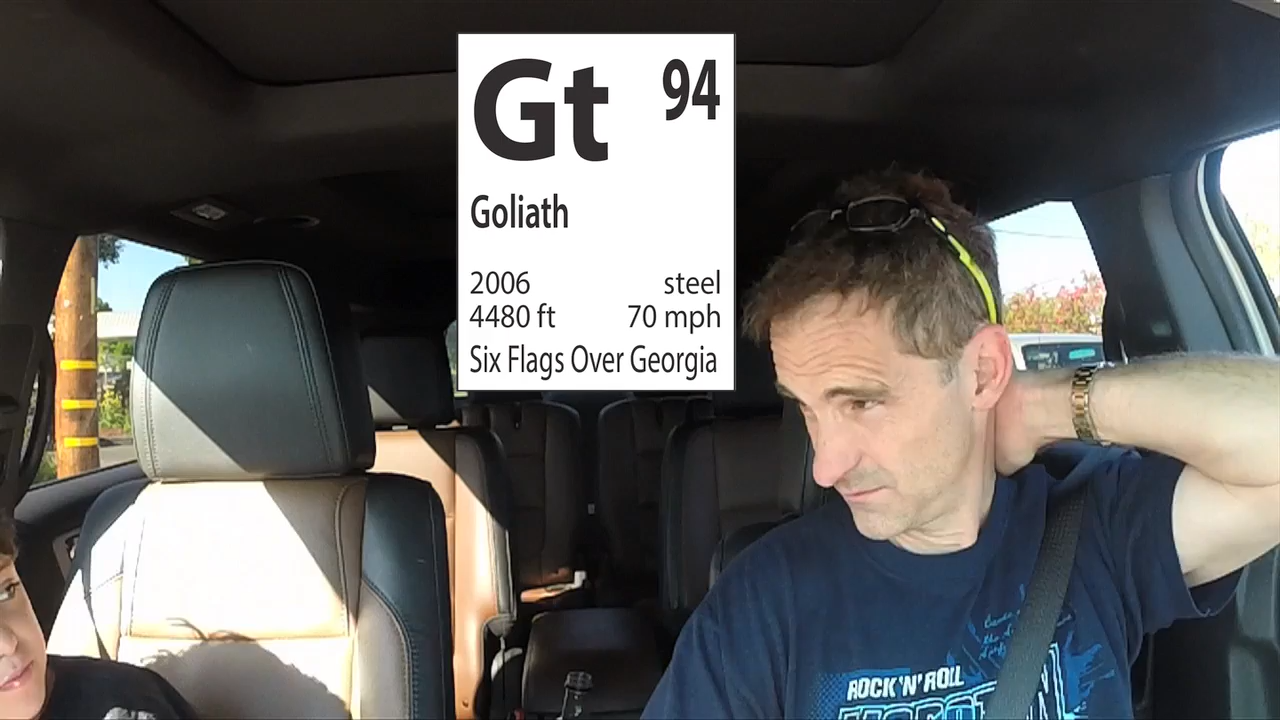 Gt 94
Goliath
2006 steel
4480 ft 70 mph
Six Flags Over Georgia
ROCK'N'ROLL